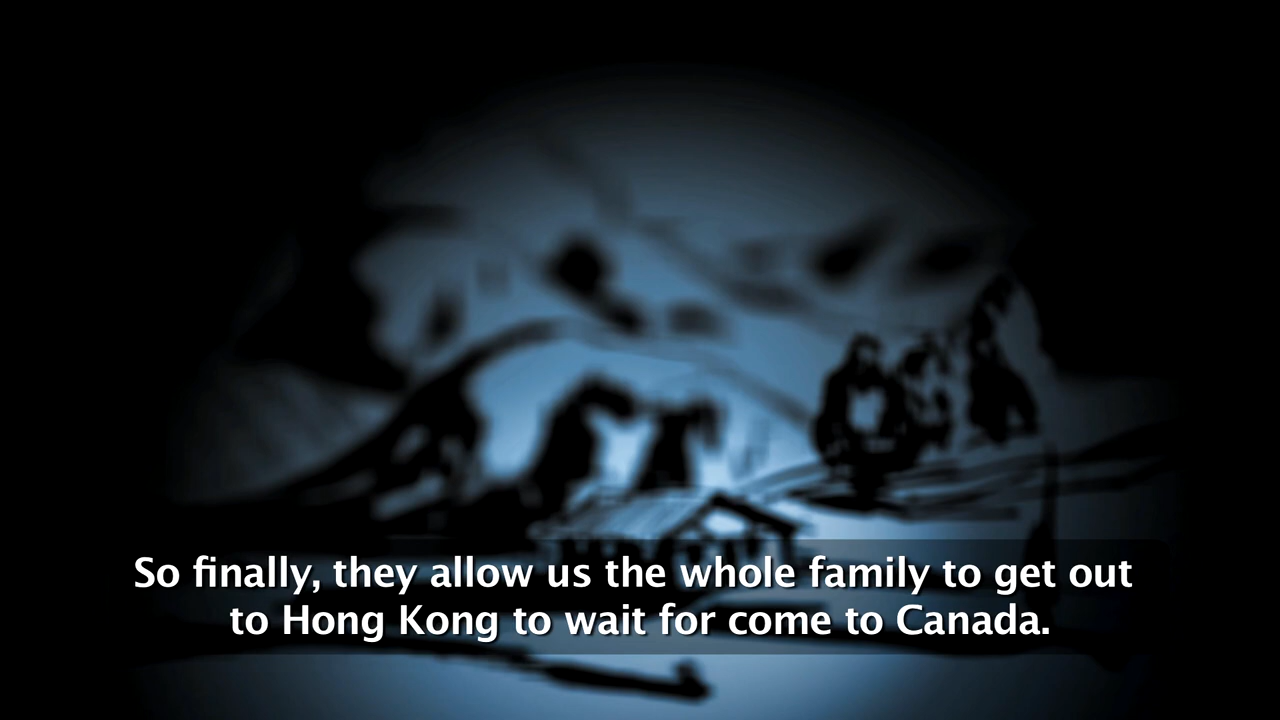 So finally, they allow us the whole family to get out
to Hong Kong to wait for come to Canada.